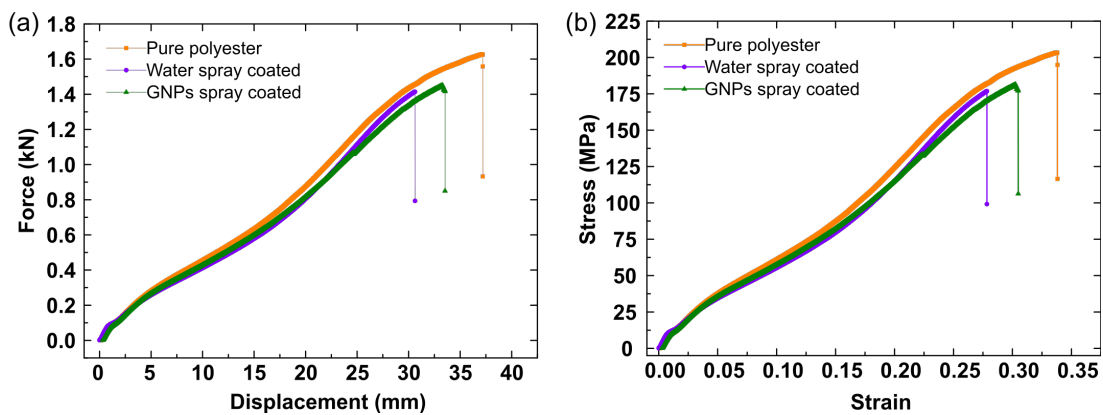 (a)
Force (kN)
1.8
1.6
1.4
1.2
1.0
0.8
0.6
0.4
0.2
0.0
Pure polyester
Water spray coated
GNPs spray coated
0 5 10 15 20 25 30 35 40
Displacement (mm)
(b)
Stress (MPa)
225
200
175
150
125
100
75
50
25
0
Pure polyester
Water spray coated
GNPs spray coated
0.00 0.05 0.10 0.15 0.20 0.25 0.30 0.35
Strain